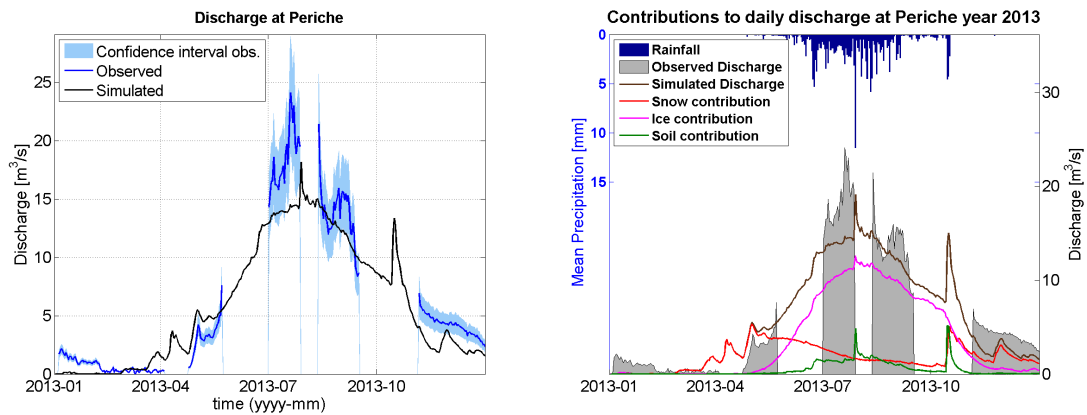 Discharge at Periche
Confidence interval obs.
Observed
Simulated
Discharge [m³/s]
25
20
15
10
5
0
2013-01
2013-04
2013-07
2013-10
time (yyyy-mm)
Contributions to daily discharge at Periche year 2013
Rainfall
Observed Discharge
Simulated Discharge
Snow contribution
Ice contribution
Soil contribution
Mean Precipitation [mm]
0
5
10
15
Discharge [m³/s]
30
20
10
0
2013-01
2013-04
2013-07
2013-10